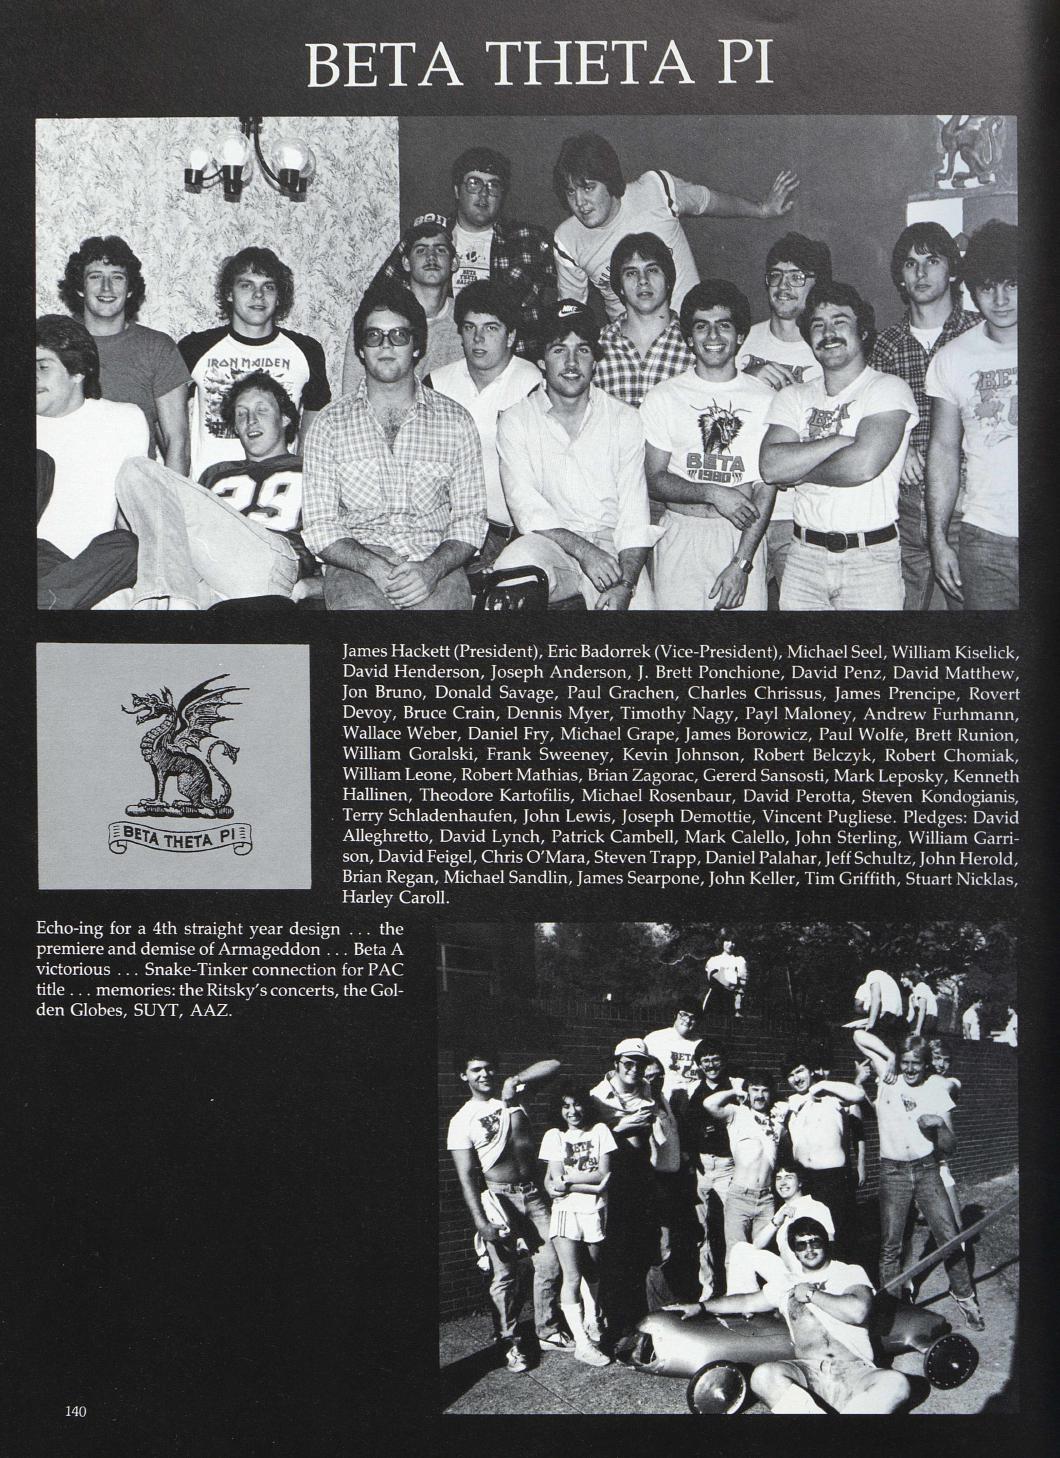 BETA THETA PI
IRON MAIDEN
29
BETA
THETA
NIKE
BETA
1980
BETA
BETA
James Hackett (President), Eric Badorrek (Vice-President), Michael Seel, William Kiselick,
David Henderson, Joseph Anderson, J. Brett Ponchione, David Penz, David Matthew,
Jon Bruno, Donald Savage, Paul Grachen, Charles Chrissus, James Prencipe, Rovert
Devoy, Bruce Crain, Dennis Myer, Timothy Nagy, Payl Maloney, Andrew Furhmann,
Wallace Weber, Daniel Fry, Michael Grape, James Borowicz, Paul Wolfe, Brett Runion,
William Goralski, Frank Sweeney, Kevin Johnson, Robert Belczyk, Robert Chomiak,
William Leone, Robert Mathias, Brian Zagorac, Gererd Sansosti, Mark Leposky, Kenneth
Hallinen, Theodore Kartofilis, Michael Rosenbaur, David Perotta, Steven Kondogianis,
Terry Schladenhaufen, John Lewis, Joseph Demottie, Vincent Pugliese. Pledges: David
Alleghretto, David Lynch, Patrick Cambell, Mark Calello, John Sterling, William Garri-
son, David Feigel, Chris O'Mara, Steven Trapp, Daniel Palahar, Jeff Schultz, John Herold,
Brian Regan, Michael Sandlin, James Searpone, John Keller, Tim Griffith, Stuart Nicklas,
Harley Caroll.
BETA THETA PI
Echo-ing for a 4th straight year design . . . the
premiere and demise of Armageddon . . . Beta A
victorious . . . Snake-Tinker connection for PAC
title . . . memories: the Ritsky's concerts, the Gol-
den Globes, SUYT, AAZ.
BETA
BETA
140